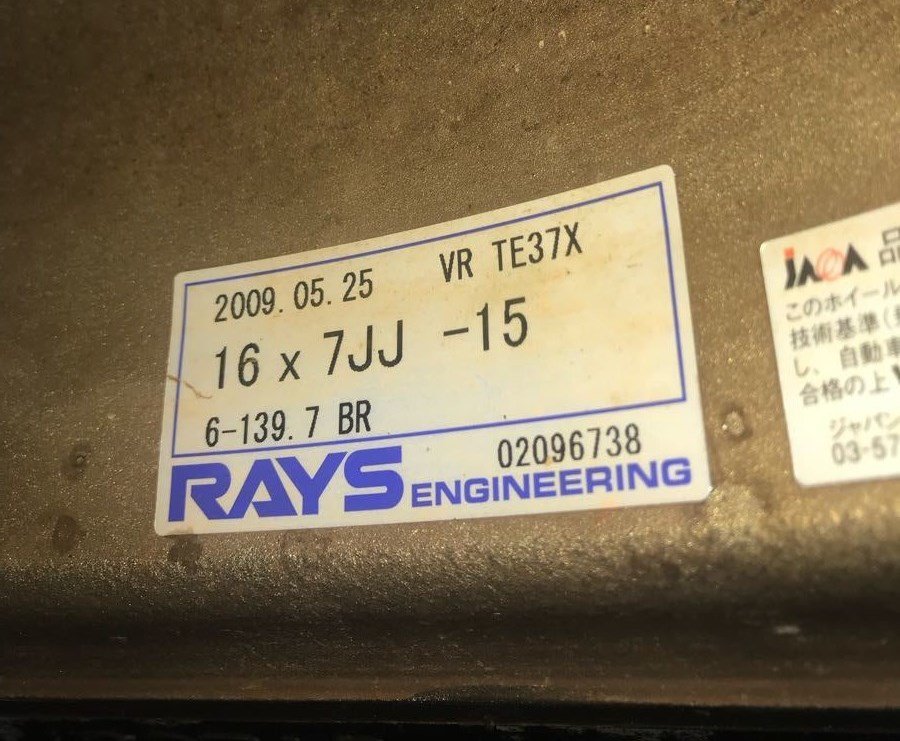 2009.05.25 VR TE37X
16 x 7JJ -15
6-139.7 BR
02096738
RAYS ENGINEERING
JAWA 品
このホイール
技術基準(
し、自動車
合格の上V
ジャパン
03-57